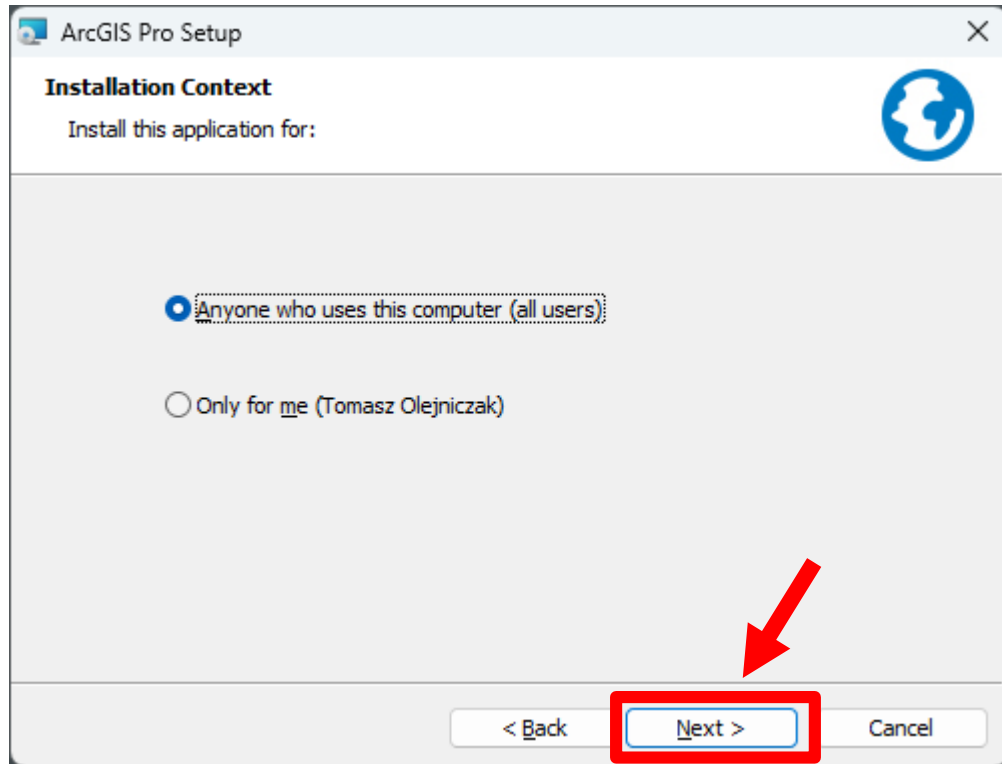 ArcGIS Pro Setup
Installation Context
Install this application for:
Anyone who uses this computer (all users)
Only for me (Tomasz Olejniczak)
< Back
Next >
Cancel